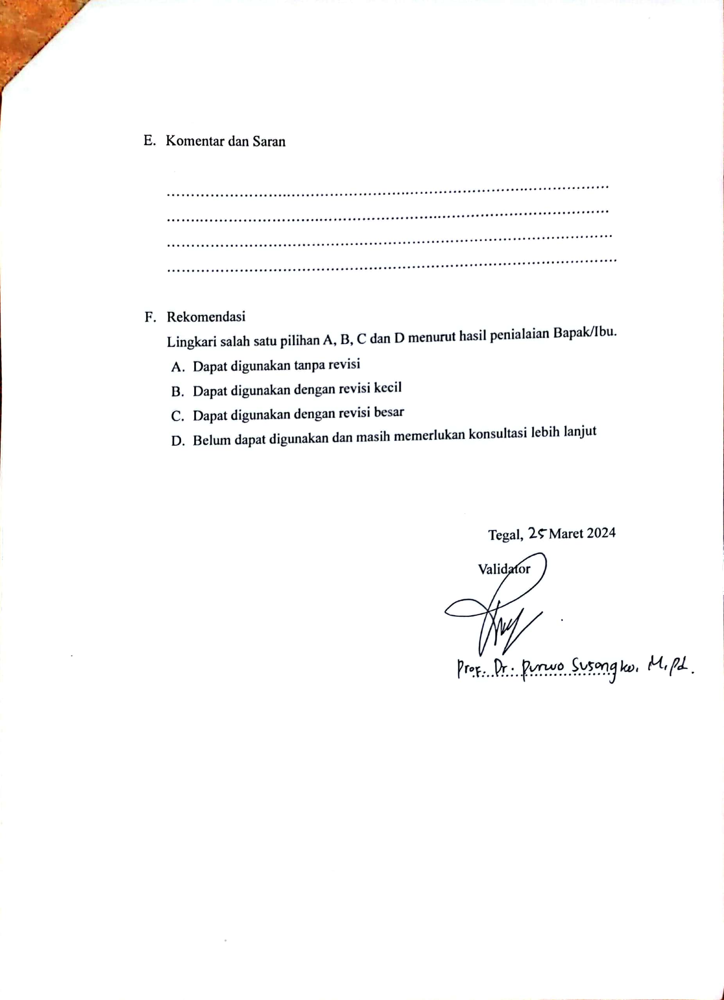 E. Komentar dan Saran
................................................................................
................................................................................
................................................................................
................................................................................
F. Rekomendasi
Lingkari salah satu pilihan A, B, C dan D menurut hasil penialaian Bapak/Ibu.
A. Dapat digunakan tanpa revisi
B. Dapat digunakan dengan revisi kecil
C. Dapat digunakan dengan revisi besar
D. Belum dapat digunakan dan masih memerlukan konsultasi lebih lanjut
Tegal, 25 Maret 2024
Validator
Prof. Dr. Purwo Susongko. M.Pd.